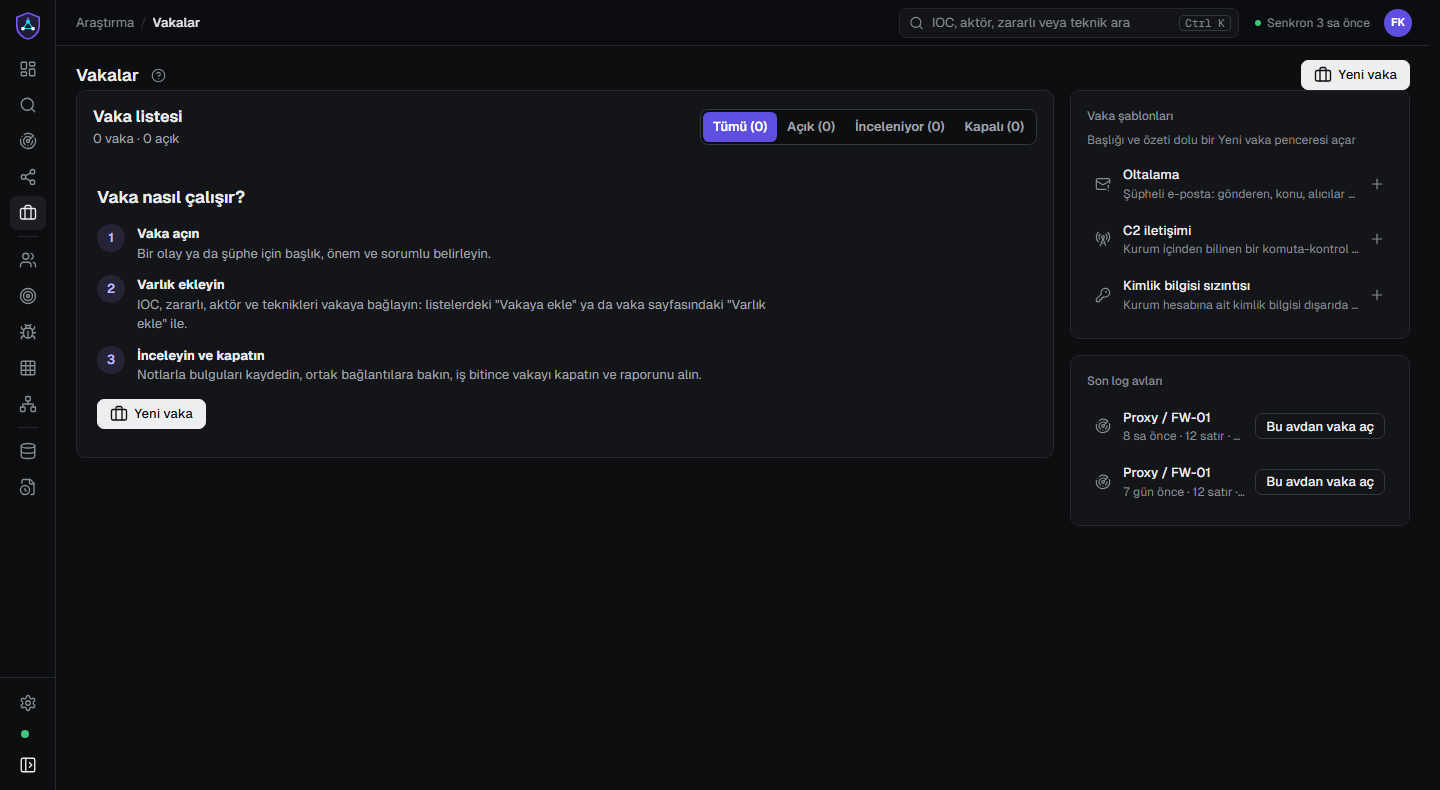 Araştırma / Vakalar
IOC, aktör, zararlı veya teknik ara
Ctrl K
Senkron 3 sa önce
FK
Vakalar
Yeni vaka
Vaka listesi
0 vaka · 0 açık
Tümü (0)
Açık (0)
İnceleniyor (0)
Kapalı (0)
Vaka nasıl çalışır?
1
Vaka açın
Bir olay ya da şüphe için başlık, önem ve sorumlu belirleyin.
2
Varlık ekleyin
IOC, zararlı, aktör ve teknikleri vakaya bağlayın: listelerdeki "Vakaya ekle" ya da vaka sayfasındaki "Varlık
ekle" ile.
3
İnceleyin ve kapatın
Notlarla bulguları kaydedin, ortak bağlantılara bakın, iş bitince vakayı kapatın ve raporunu alın.
Yeni vaka
Vaka şablonları
Başlığı ve özeti dolu bir Yeni vaka penceresi açar
Oltalama
Şüpheli e-posta: gönderen, konu, alıcılar ...
C2 iletişimi
Kurum içinden bilinen bir komuta-kontrol ...
Kimlik bilgisi sızıntısı
Kurum hesabına ait kimlik bilgisi dışarıda ...
Son log avları
Proxy / FW-01
8 sa önce · 12 satır · ...
Bu avdan vaka aç
Proxy / FW-01
7 gün önce · 12 satır ·...
Bu avdan vaka aç